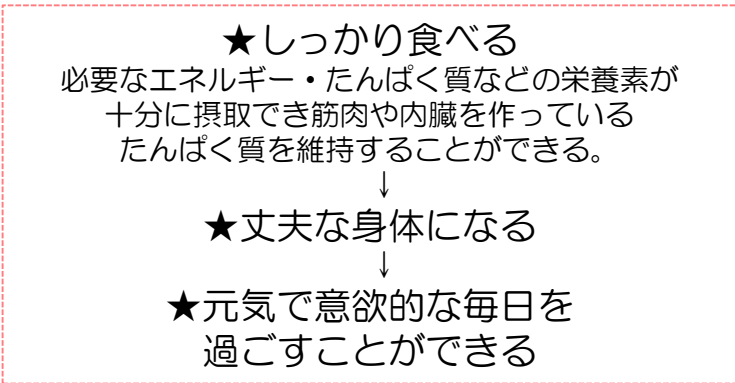 ★しっかり食べる
必要なエネルギー・たんぱく質などの栄養素が
十分に摂取でき筋肉や内臓を作っている
たんぱく質を維持することができる。
↓
★丈夫な身体になる
↓
★元気で意欲的な毎日を
過ごすことができる